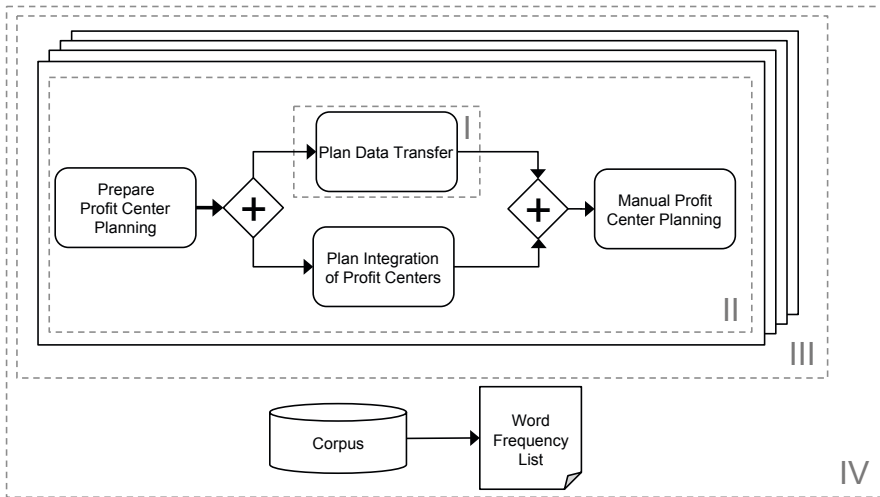 I
Plan Data Transfer
Prepare
Profit Center
Planning
Manual Profit
Center Planning
Plan Integration
of Profit Centers
II
III
Corpus
Word
Frequency
List
IV